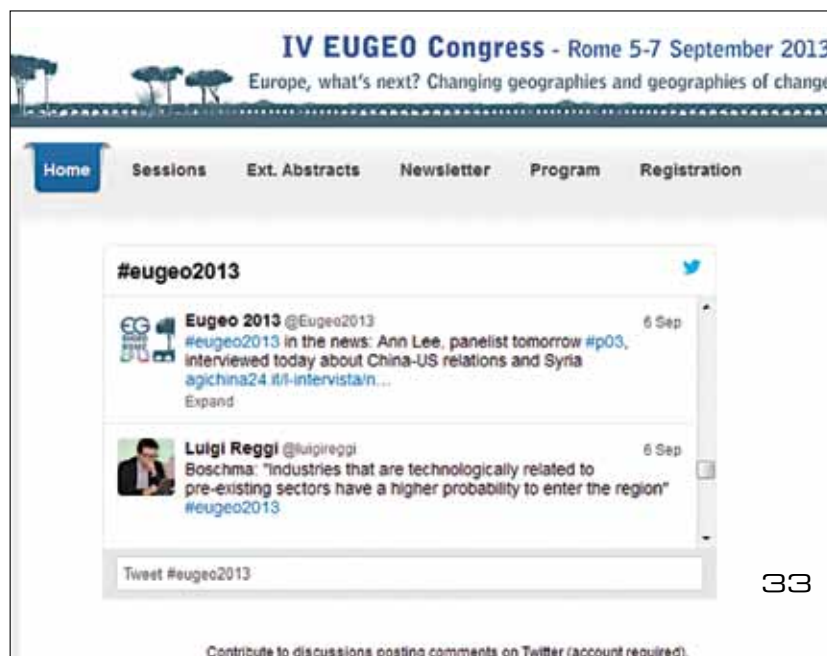 IV EUGEO Congress - Rome 5-7 September 2013
Europe, what's next? Changing geographies and geographies of change
Home Sessions Ext. Abstracts Newsletter Program Registration
#eugeo2013
Eugeo 2013 @Eugeo2013 6 Sep
#eugeo2013 in the news: Ann Lee, panelist tomorrow #p03,
interviewed today about China-US relations and Syria
agichina24.it/l-intervista/n...
Expand
Luigi Reggi @luigireggi 6 Sep
Boschma: "Industries that are technologically related to
pre-existing sectors have a higher probability to enter the region"
#eugeo2013
Tweet #eugeo2013
33
Contribute to discussions posting comments on Twitter (account required).